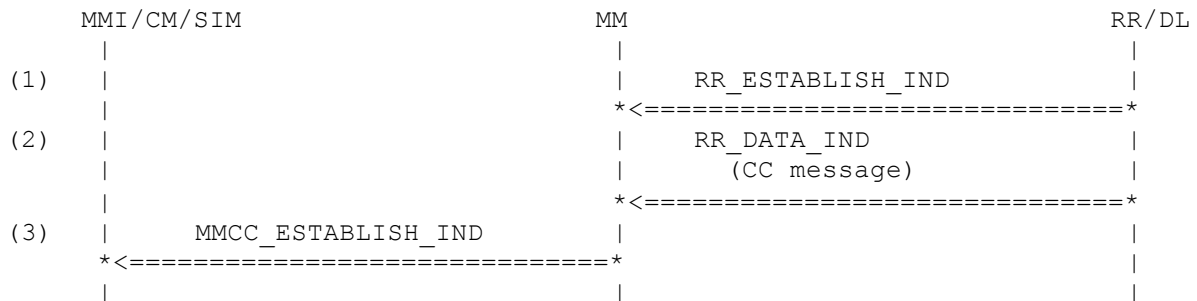 MMI/CM/SIM MM RR/DL
| | |
(1) | | RR_ESTABLISH_IND |
| *<==============================*
(2) | | RR_DATA_IND |
| | (CC message) |
| *<==============================*
(3) | MMCC_ESTABLISH_IND | |
*<==============================* |
| | |